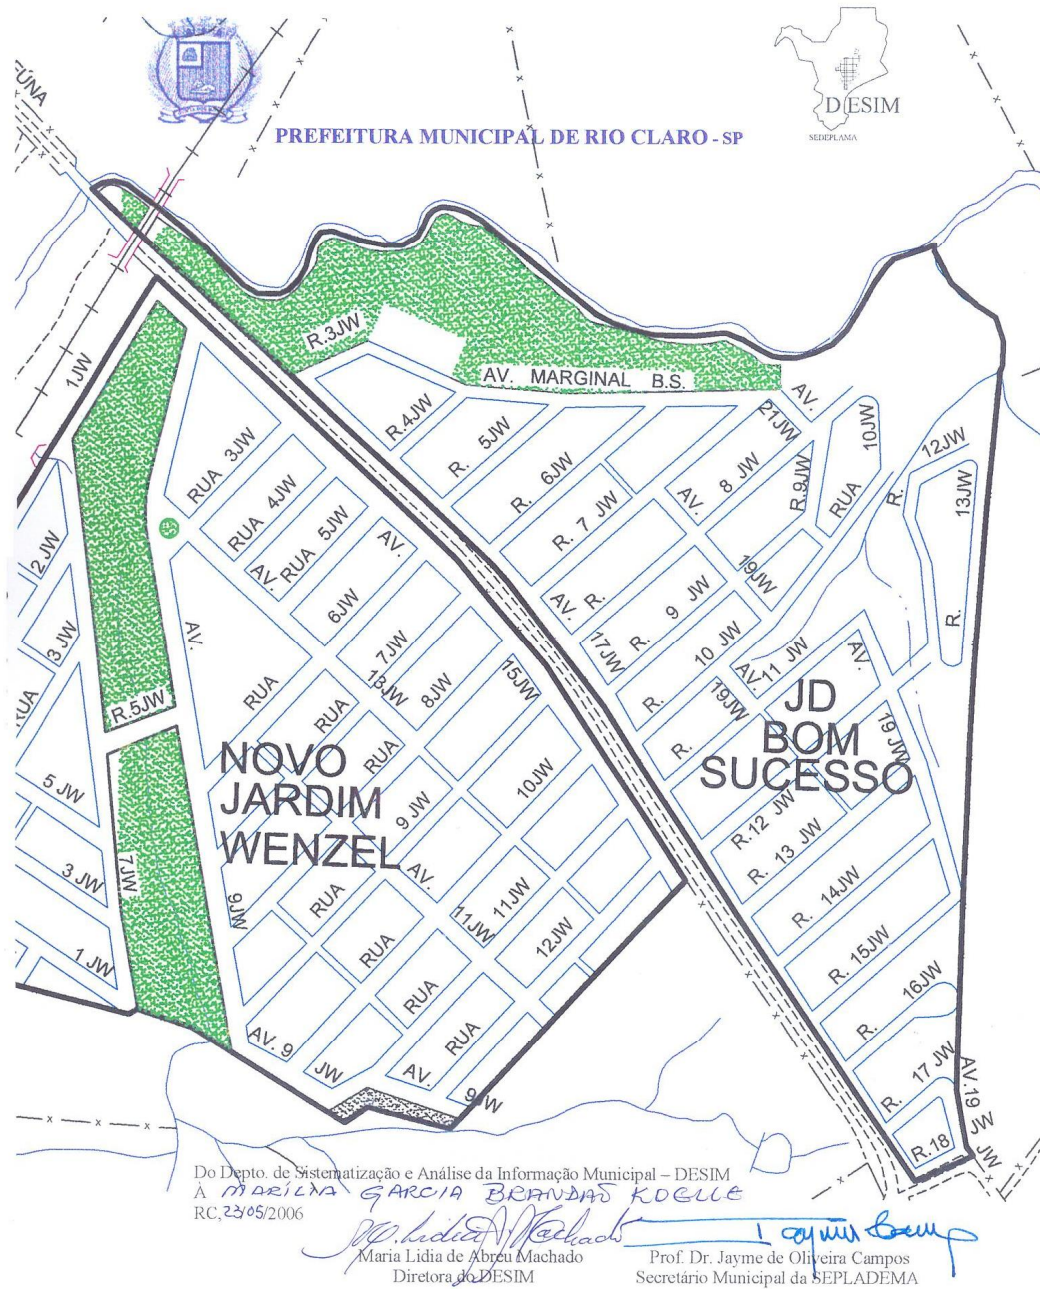 DESIM
SEDEPLAMA
PREFEITURA MUNICIPAL DE RIO CLARO - SP
R.3JW
1JW
AV. MARGINAL B.S.
AV.
21JW
R.4JW
R. 5JW
10JW
12JW
RUA 3JW
R. 6JW
AV. 8 JW
R.9JW
RUA
R.
13JW
RUA 4JW
RUA 5JW
AV.
R. 7 JW
2JW
AV.
19JW
6JW
AV. R.
R. 9 JW
3JW
AV.
7JW
13JW
17JW
10 JW
R.
RUA
RUA
8JW
15JW
R.
AV.11 JW
AV.
RUA
R.5JW
19JW
JD
BOM
SUCESSO
19 JW
NOVO
JARDIM
WENZEL
RUA
R.
10JW
5 JW
9 JW
R.12 JW
R. 13 JW
3 JW
7JW
AV.
9JW
RUA
11JW
11JW
R. 14JW
1 JW
RUA
12JW
R. 15JW
RUA
R. 16JW
AV. 9 JW
RUA
AV.
9JW
R. 17 JW
AV.19 JW
R.18 JW
Do Depto. de Sistematização e Análise da Informação Municipal – DESIM
À MARÍLIA GARCIA BRANDÃO KOELLE
RC,23/05/2006
Maria Lidia de Abreu Machado
Diretora do DESIM
Prof. Dr. Jayme de Oliveira Campos
Secretário Municipal da SEPLADEMA